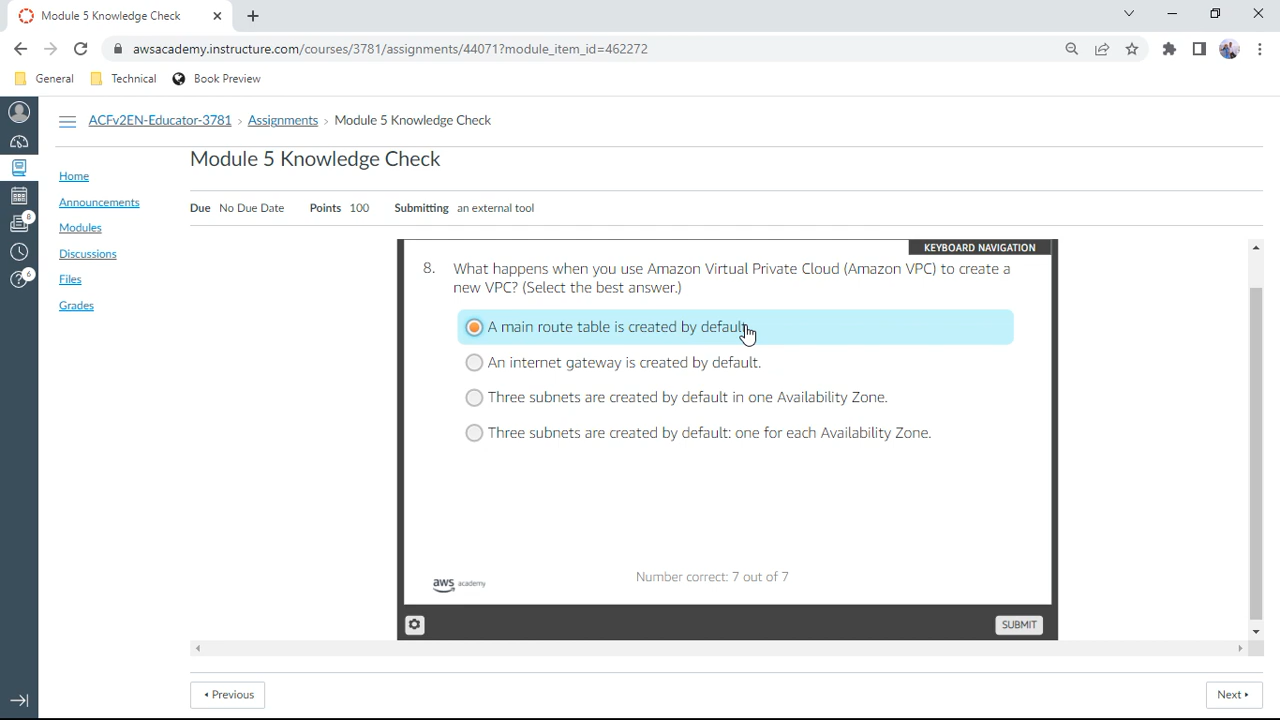 Module 5 Knowledge Check
awsacademy.instructure.com/courses/3781/assignments/44071?module_item_id=462272
General Technical Book Preview
ACFv2EN-Educator-3781 › Assignments › Module 5 Knowledge Check
Module 5 Knowledge Check
Home
Announcements
Modules
Discussions
Files
Grades
8
6
Due No Due Date Points 100 Submitting an external tool
KEYBOARD NAVIGATION
8. What happens when you use Amazon Virtual Private Cloud (Amazon VPC) to create a
new VPC? (Select the best answer.)
A main route table is created by default.
An internet gateway is created by default.
Three subnets are created by default in one Availability Zone.
Three subnets are created by default: one for each Availability Zone.
Number correct: 7 out of 7
aws academy
SUBMIT
Previous
Next